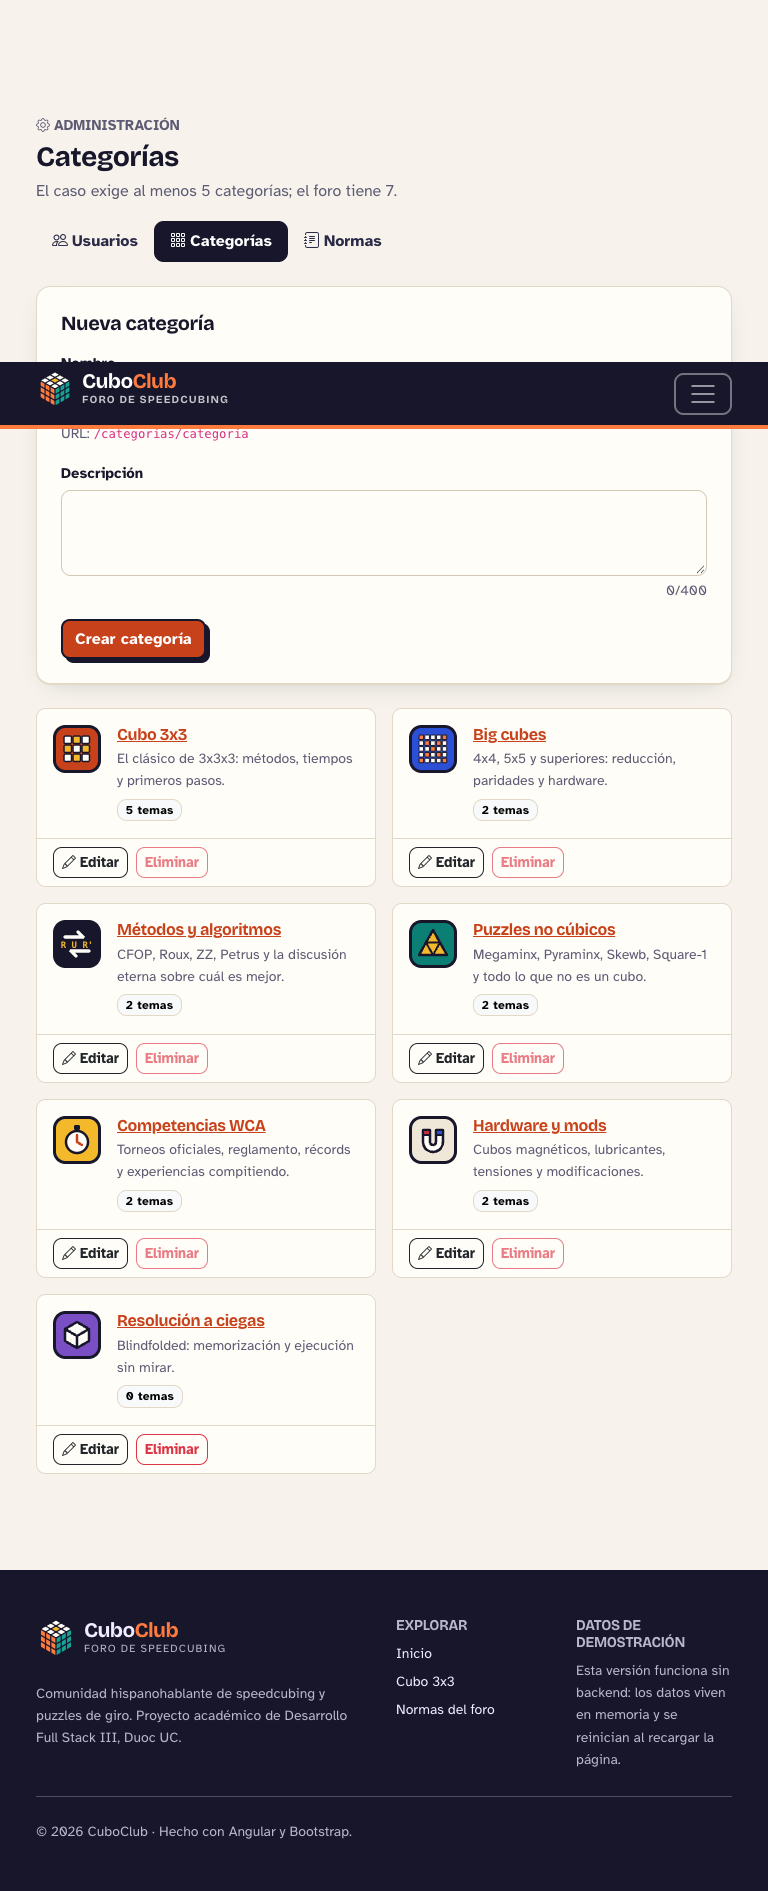 ADMINISTRACIÓN
Categorías
El caso exige al menos 5 categorías; el foro tiene 7.
Usuarios
Categorías
Normas
Nueva categoría
CuboClub
FORO DE SPEEDCUBING
URL: /categorias/categoria
Descripción
0/400
Crear categoría
Cubo 3x3
El clásico de 3x3x3: métodos, tiempos
y primeros pasos.
5 temas
Editar
Eliminar
Big cubes
4x4, 5x5 y superiores: reducción,
paridades y hardware.
2 temas
Editar
Eliminar
R U R'
Métodos y algoritmos
CFOP, Roux, ZZ, Petrus y la discusión
eterna sobre cuál es mejor.
2 temas
Editar
Eliminar
Puzzles no cúbicos
Megaminx, Pyraminx, Skewb, Square-1
y todo lo que no es un cubo.
2 temas
Editar
Eliminar
Competencias WCA
Torneos oficiales, reglamento, récords
y experiencias compitiendo.
2 temas
Editar
Eliminar
Hardware y mods
Cubos magnéticos, lubricantes,
tensiones y modificaciones.
2 temas
Editar
Eliminar
Resolución a ciegas
Blindfolded: memorización y ejecución
sin mirar.
0 temas
Editar
Eliminar
CuboClub
FORO DE SPEEDCUBING
Comunidad hispanohablante de speedcubing y
puzzles de giro. Proyecto académico de Desarrollo
Full Stack III, Duoc UC.
EXPLORAR
Inicio
Cubo 3x3
Normas del foro
DATOS DE
DEMOSTRACIÓN
Esta versión funciona sin
backend: los datos viven
en memoria y se
reinician al recargar la
página.
© 2026 CuboClub · Hecho con Angular y Bootstrap.